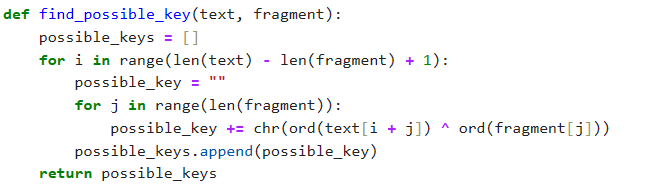 def find_possible_key(text, fragment):
    possible_keys = []
    for i in range(len(text) - len(fragment) + 1):
        possible_key = ""
        for j in range(len(fragment)):
            possible_key += chr(ord(text[i + j]) ^ ord(fragment[j]))
        possible_keys.append(possible_key)
    return possible_keys